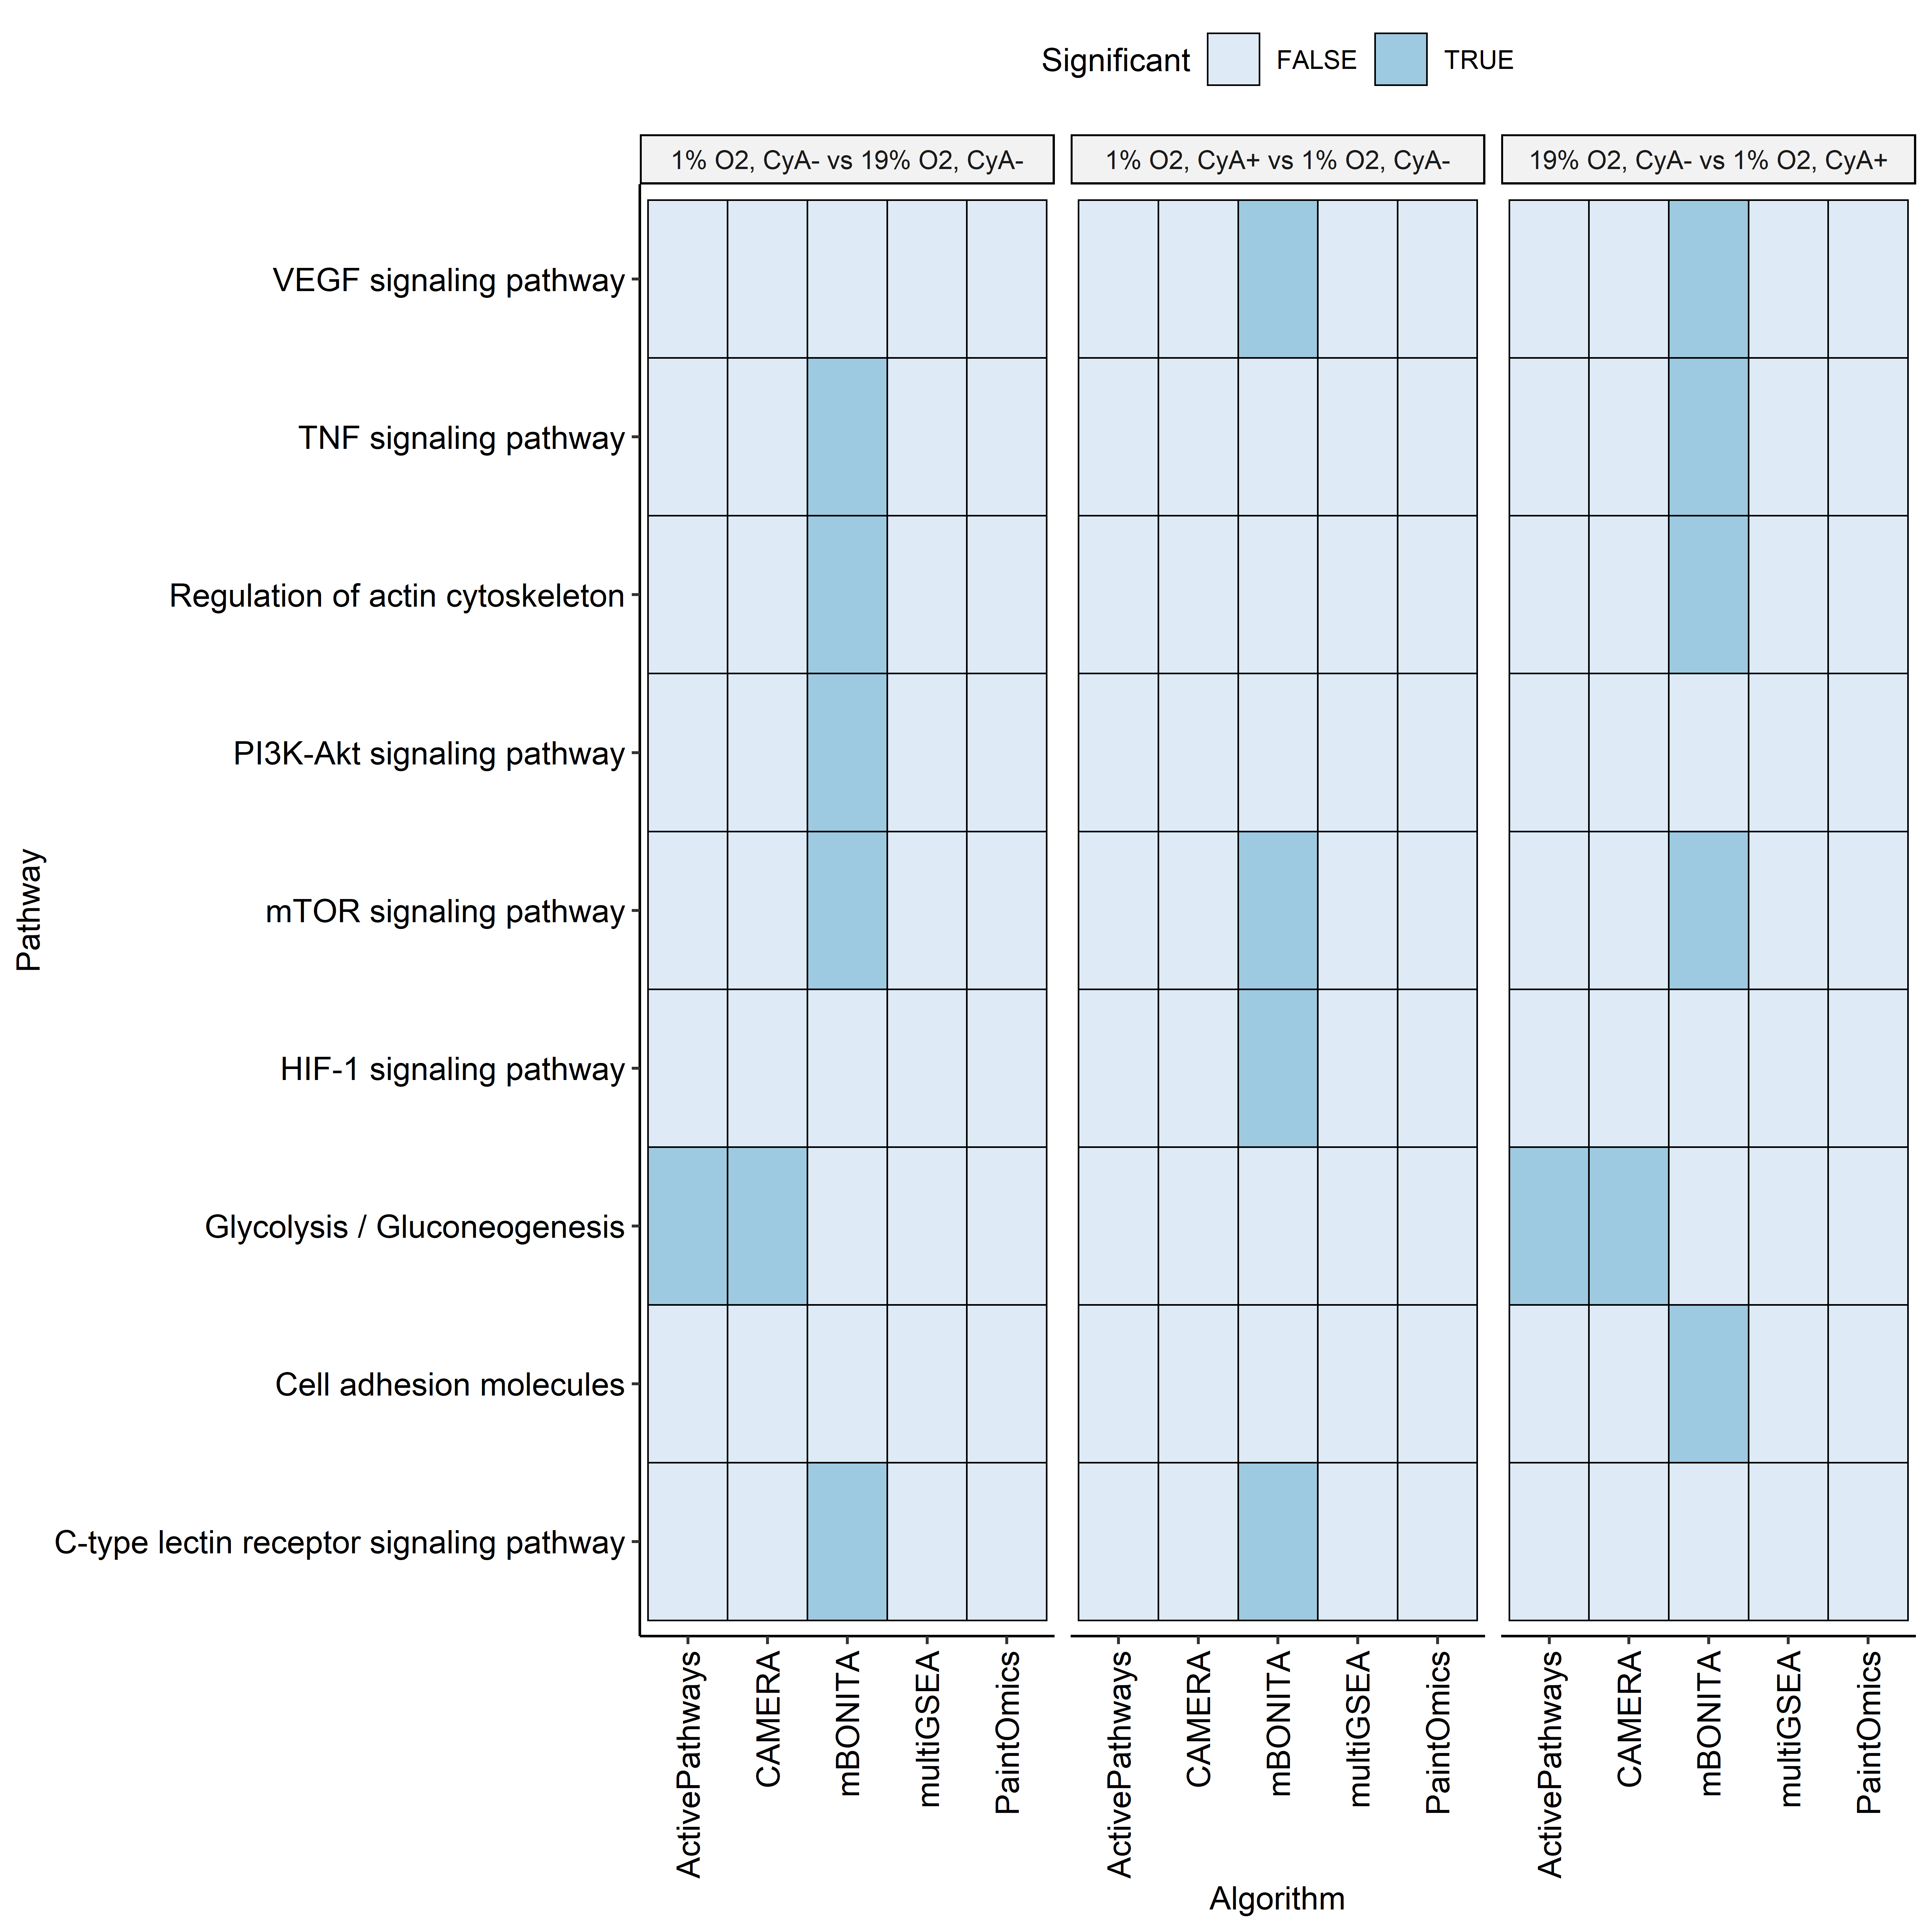 Significant FALSE TRUE
1% O2, CyA- vs 19% O2, CyA-
1% O2, CyA+ vs 1% O2, CyA-
19% O2, CyA- vs 1% O2, CyA+
Pathway
VEGF signaling pathway
TNF signaling pathway
Regulation of actin cytoskeleton
PI3K-Akt signaling pathway
mTOR signaling pathway
HIF-1 signaling pathway
Glycolysis / Gluconeogenesis
Cell adhesion molecules
C-type lectin receptor signaling pathway
ActivePathways
CAMERA
mBONITA
multiGSEA
PaintOmics
ActivePathways
CAMERA
mBONITA
multiGSEA
PaintOmics
ActivePathways
CAMERA
mBONITA
multiGSEA
PaintOmics
Algorithm